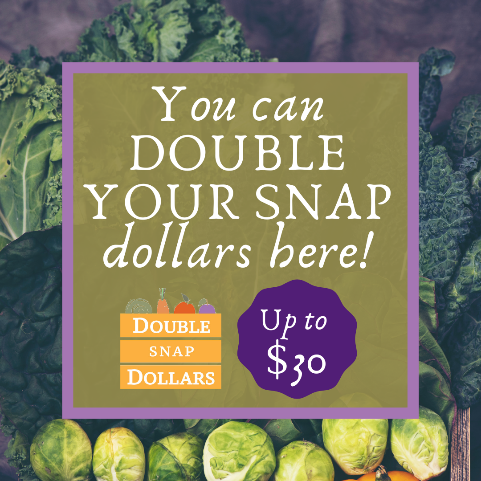 You can
DOUBLE
YOUR SNAP
dollars here!
DOUBLE
SNAP
DOLLARS
Up to
$30